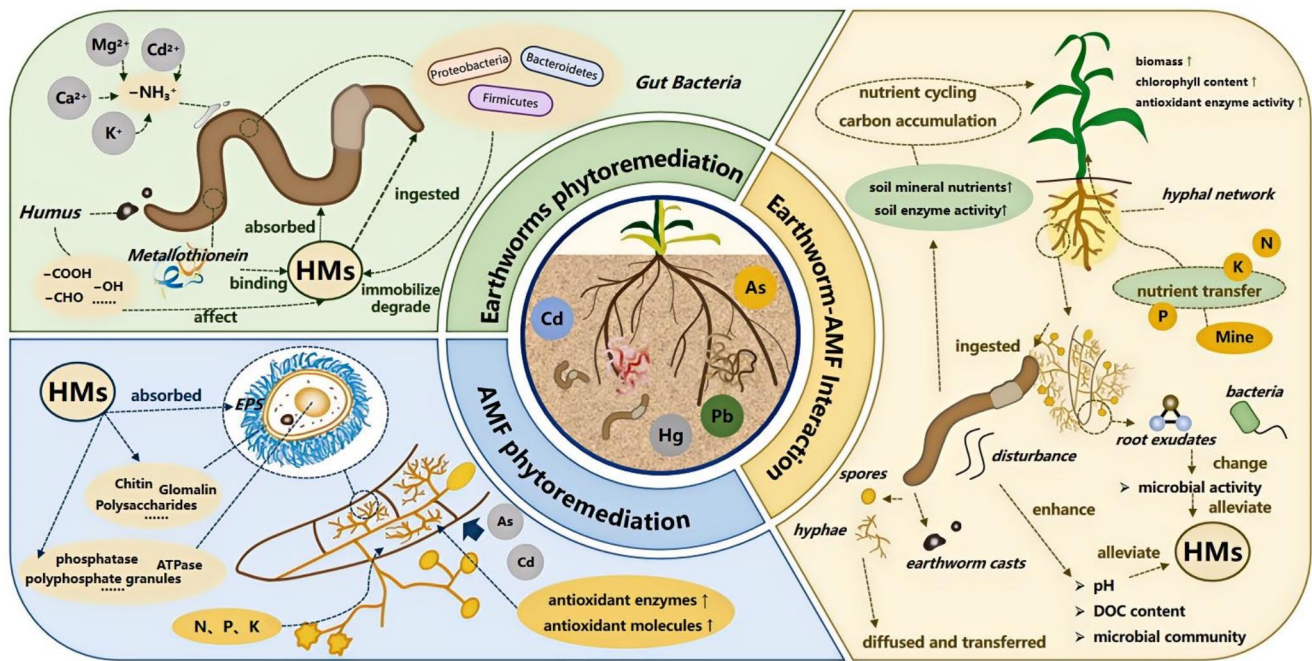 Mg²⁺
Cd²⁺
Ca²⁺
–NH₃⁺
K⁺
Proteobacteria
Bacteroidetes
Firmicutes
Gut Bacteria
Humus
absorbed
ingested
Metallothionein
binding
HMs
immobilize
degrade
–COOH
–OH
–CHO
......
affect
Earthworms phytoremediation
HMs
absorbed
EPS
Chitin
Glomalin
Polysaccharides
......
phosphatase
ATPase
polyphosphate granules
......
N、P、K
As
Cd
antioxidant enzymes ↑
antioxidant molecules ↑
AMF phytoremediation
As
Cd
Pb
Hg
Earthworm-AMF Interaction
nutrient cycling
carbon accumulation
biomass ↑
chlorophyll content ↑
antioxidant enzyme activity ↑
soil mineral nutrients↑
soil enzyme activity↑
hyphal network
N
K
nutrient transfer
P
Mine
ingested
bacteria
root exudates
disturbance
change
➢ microbial activity
alleviate
spores
hyphae
enhance
earthworm casts
alleviate
HMs
➢ pH
➢ DOC content
➢ microbial community
diffused and transferred